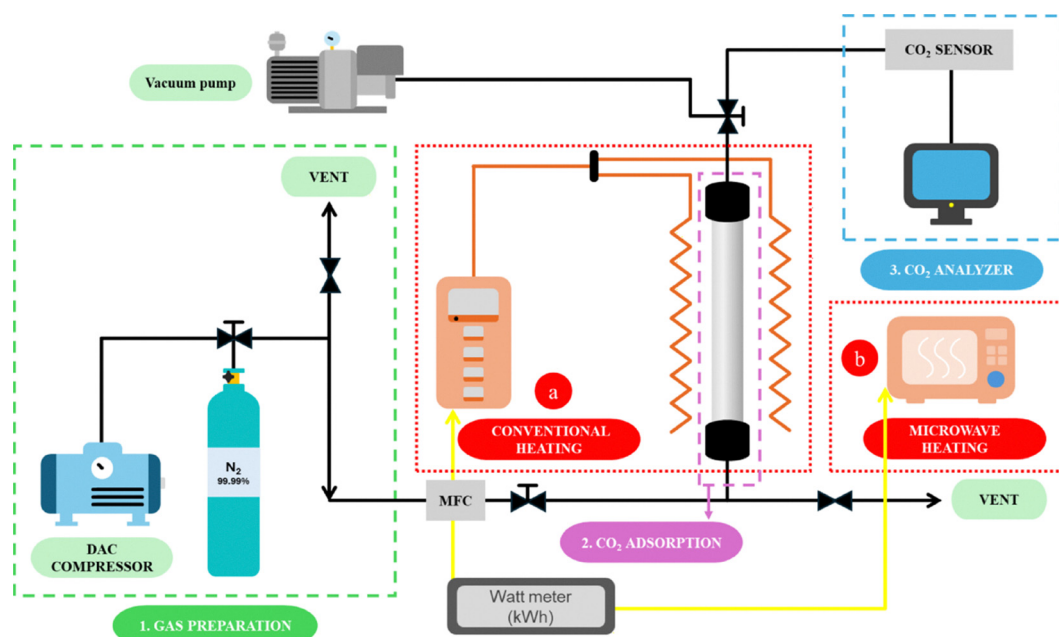 CO₂ SENSOR
Vacuum pump
VENT
3. CO₂ ANALYZER
a
b
CONVENTIONAL
HEATING
MICROWAVE
HEATING
N₂
99.99%
MFC
VENT
DAC
COMPRESSOR
2. CO₂ ADSORPTION
Watt meter
(kWh)
1. GAS PREPARATION